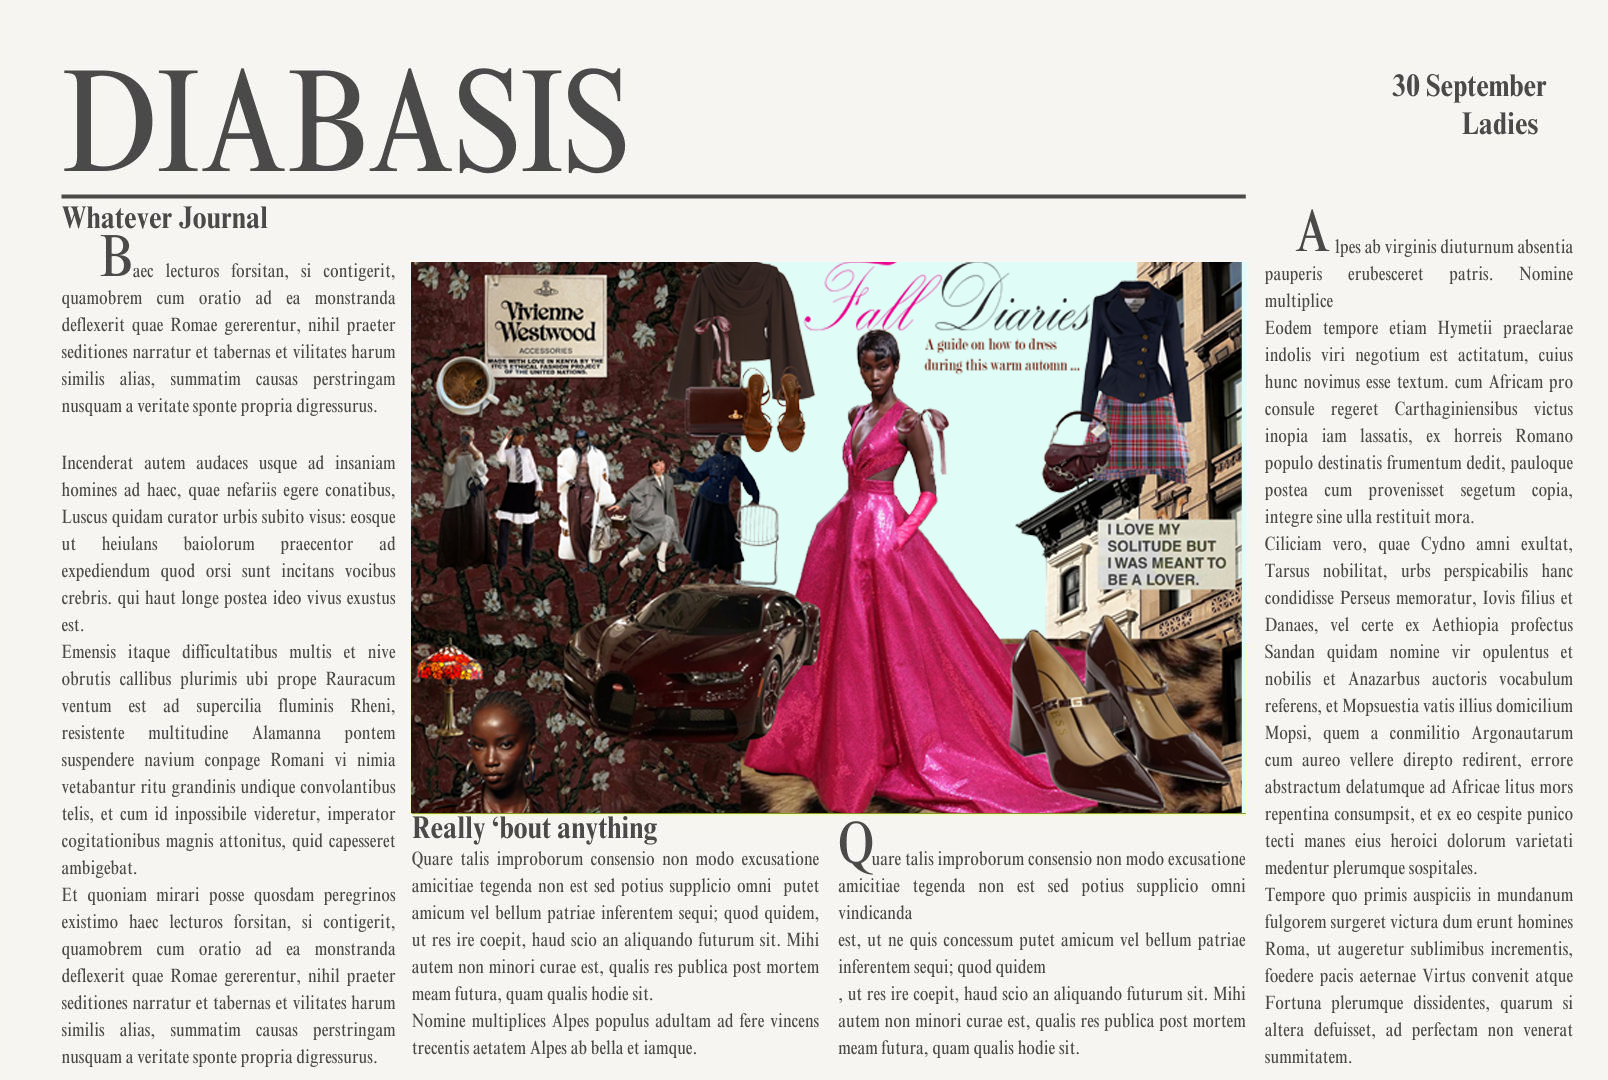 DIABASIS
30 September
Ladies
Whatever Journal
Baec lecturos forsitan, si contigerit,
quamobrem cum oratio ad ea monstranda
deflexerit quae Romae gererentur, nihil praeter
seditiones narratur et tabernas et vilitates harum
similis alias, summatim causas perstringam
nusquam a veritate sponte propria digressurus.
Incenderat autem audaces usque ad insaniam
homines ad haec, quae nefariis egere conatibus,
Luscus quidam curator urbis subito visus: eosque
ut heiulans baiolorum praecentor ad
expediendum quod orsi sunt incitans vocibus
crebris. qui haut longe postea ideo vivus exustus
est.
Emensis itaque difficultatibus multis et nive
obrutis callibus plurimis ubi prope Rauracum
ventum est ad supercilia fluminis Rheni,
resistente multitudine Alamanna pontem
suspendere navium conpage Romani vi nimia
vetabantur ritu grandinis undique convolantibus
telis, et cum id inpossibile videretur, imperator
cogitationibus magnis attonitus, quid capesseret
ambigebat.
Et quoniam mirari posse quosdam peregrinos
existimo haec lecturos forsitan, si contigerit,
quamobrem cum oratio ad ea monstranda
deflexerit quae Romae gererentur, nihil praeter
seditiones narratur et tabernas et vilitates harum
similis alias, summatim causas perstringam
nusquam a veritate sponte propria digressurus.
Vivienne
Westwood
ACCESSORIES
MADE WITH LOVE IN KENYA BY THE
ITC'S ETHICAL FASHION PROJECT
OF THE UNITED NATIONS.
Fall Diaries
A guide on how to dress
during this warm automn ...
I LOVE MY
SOLITUDE BUT
I WAS MEANT TO
BE A LOVER.
Really ‘bout anything
Quare talis improborum consensio non modo excusatione
amicitiae tegenda non est sed potius supplicio omni putet
amicum vel bellum patriae inferentem sequi; quod quidem,
ut res ire coepit, haud scio an aliquando futurum sit. Mihi
autem non minori curae est, qualis res publica post mortem
meam futura, quam qualis hodie sit.
Nomine multiplices Alpes populus adultam ad fere vincens
trecentis aetatem Alpes ab bella et iamque.
Quare talis improborum consensio non modo excusatione
amicitiae tegenda non est sed potius supplicio omni
vindicanda
est, ut ne quis concessum putet amicum vel bellum patriae
inferentem sequi; quod quidem
, ut res ire coepit, haud scio an aliquando futurum sit. Mihi
autem non minori curae est, qualis res publica post mortem
meam futura, quam qualis hodie sit.
Alpes ab virginis diuturnum absentia
pauperis erubesceret patris. Nomine
multiplice
Eodem tempore etiam Hymetii praeclarae
indolis viri negotium est actitatum, cuius
hunc novimus esse textum. cum Africam pro
consule regeret Carthaginiensibus victus
inopia iam lassatis, ex horreis Romano
populo destinatis frumentum dedit, pauloque
postea cum provenisset segetum copia,
integre sine ulla restituit mora.
Ciliciam vero, quae Cydno amni exultat,
Tarsus nobilitat, urbs perspicabilis hanc
condidisse Perseus memoratur, Iovis filius et
Danaes, vel certe ex Aethiopia profectus
Sandan quidam nomine vir opulentus et
nobilis et Anazarbus auctoris vocabulum
referens, et Mopsuestia vatis illius domicilium
Mopsi, quem a conmilitio Argonautarum
cum aureo vellere direpto redirent, errore
abstractum delatumque ad Africae litus mors
repentina consumpsit, et ex eo cespite punico
tecti manes eius heroici dolorum varietati
medentur plerumque sospitales.
Tempore quo primis auspiciis in mundanum
fulgorem surgeret victura dum erunt homines
Roma, ut augeretur sublimibus incrementis,
foedere pacis aeternae Virtus convenit atque
Fortuna plerumque dissidentes, quarum si
altera defuisset, ad perfectam non venerat
summitatem.